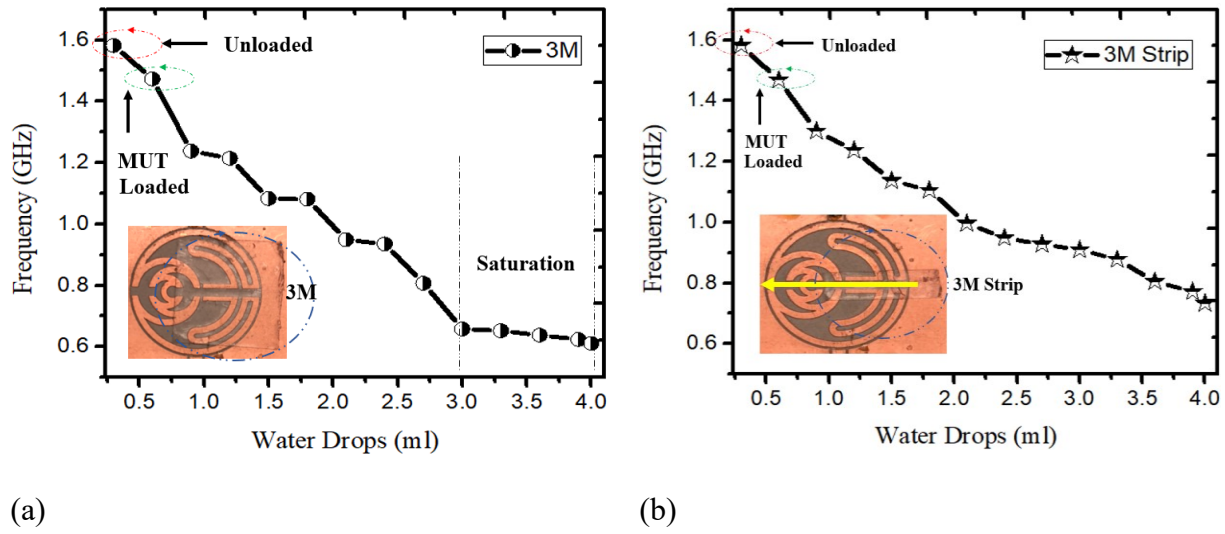 1.6
1.4
1.2
1.0
0.8
0.6
Frequency (GHz)
Unloaded
3M
MUT
Loaded
Saturation
3M
0.5 1.0 1.5 2.0 2.5 3.0 3.5 4.0
Water Drops (ml)
(a)
1.6
1.4
1.2
1.0
0.8
0.6
Frequency (GHz)
Unloaded
3M Strip
MUT
Loaded
3M Strip
0.5 1.0 1.5 2.0 2.5 3.0 3.5 4.0
Water Drops (ml)
(b)